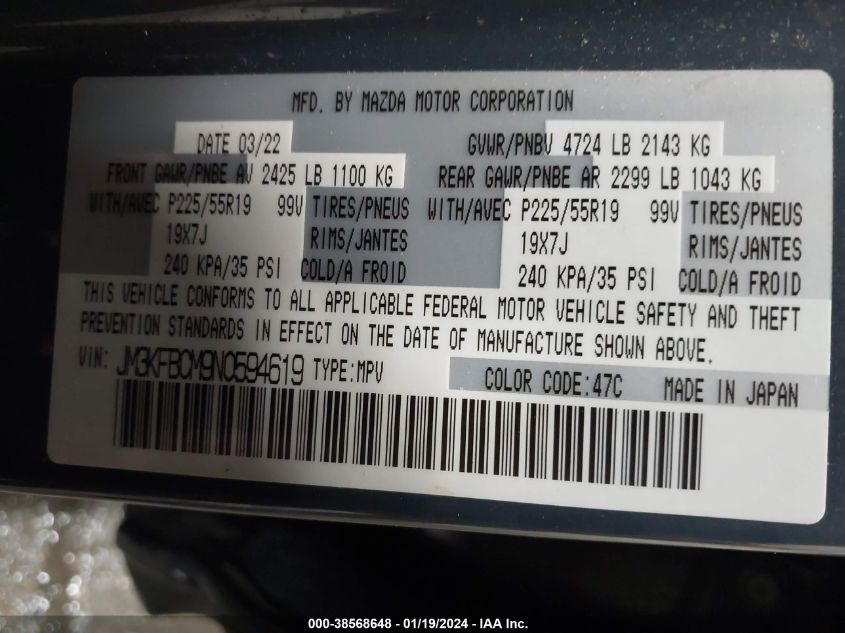 MFD. BY MAZDA MOTOR CORPORATION
DATE 03/22 GVWR/PNBV 4724 LB 2143 KG
FRONT GAWR/PNBE AV 2425 LB 1100 KG REAR GAWR/PNBE AR 2299 LB 1043 KG
WITH/AVEC P225/55R19 99V TIRES/PNEUS WITH/AVEC P225/55R19 99V TIRES/PNEUS
19X7J RIMS/JANTES 19X7J RIMS/JANTES
240 KPA/35 PSI COLD/A FROID 240 KPA/35 PSI COLD/A FROID
THIS VEHICLE CONFORMS TO ALL APPLICABLE FEDERAL MOTOR VEHICLE SAFETY AND THEFT
PREVENTION STANDARDS IN EFFECT ON THE DATE OF MANUFACTURE SHOWN ABOVE.
VIN: JM3KFBCM9N0594619 TYPE:MPV COLOR CODE:47C MADE IN JAPAN
000-38568648 - 01/19/2024 - IAA Inc.